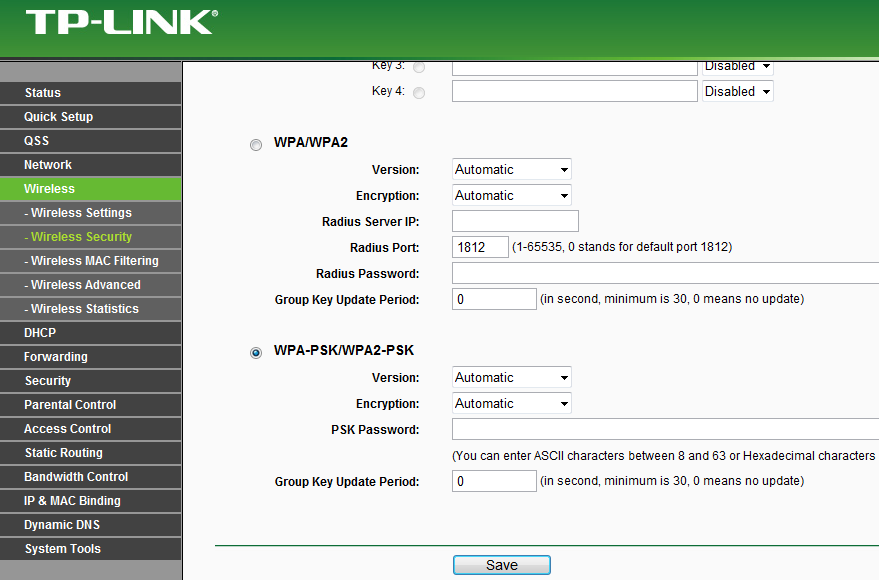 TP-LINK®
Status
Quick Setup
QSS
Network
Wireless
- Wireless Settings
- Wireless Security
- Wireless MAC Filtering
- Wireless Advanced
- Wireless Statistics
DHCP
Forwarding
Security
Parental Control
Access Control
Static Routing
Bandwidth Control
IP & MAC Binding
Dynamic DNS
System Tools
Key 3: Disabled
Key 4: Disabled
WPA/WPA2
Version: Automatic
Encryption: Automatic
Radius Server IP:
Radius Port: 1812 (1-65535, 0 stands for default port 1812)
Radius Password:
Group Key Update Period: 0 (in second, minimum is 30, 0 means no update)
WPA-PSK/WPA2-PSK
Version: Automatic
Encryption: Automatic
PSK Password:
(You can enter ASCII characters between 8 and 63 or Hexadecimal characters
Group Key Update Period: 0 (in second, minimum is 30, 0 means no update)
Save